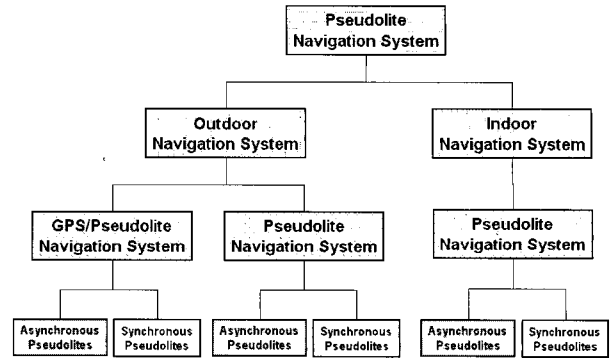 Pseudolite
Navigation System
Outdoor
Navigation System
Indoor
Navigation System
GPS/Pseudolite
Navigation System
Pseudolite
Navigation System
Pseudolite
Navigation System
Asynchronous
Pseudolites
Synchronous
Pseudolites
Asynchronous
Pseudolites
Synchronous
Pseudolites
Asynchronous
Pseudolites
Synchronous
Pseudolites